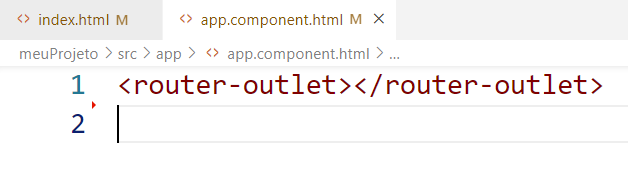 index.html M app.component.html M
meuProjeto > src > app > app.component.html > ...
1 <router-outlet></router-outlet>
2